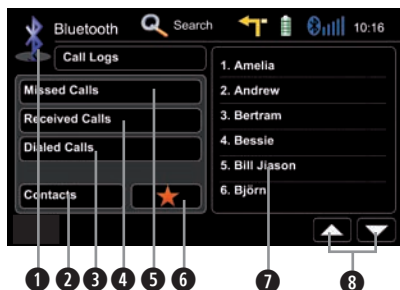 Bluetooth Search 10:16
Call Logs
Missed Calls
Received Calls
Dialed Calls
Contacts
1. Amelia
2. Andrew
3. Bertram
4. Bessie
5. Bill Jiason
6. Björn
1 2 3 4 5 6 7 8